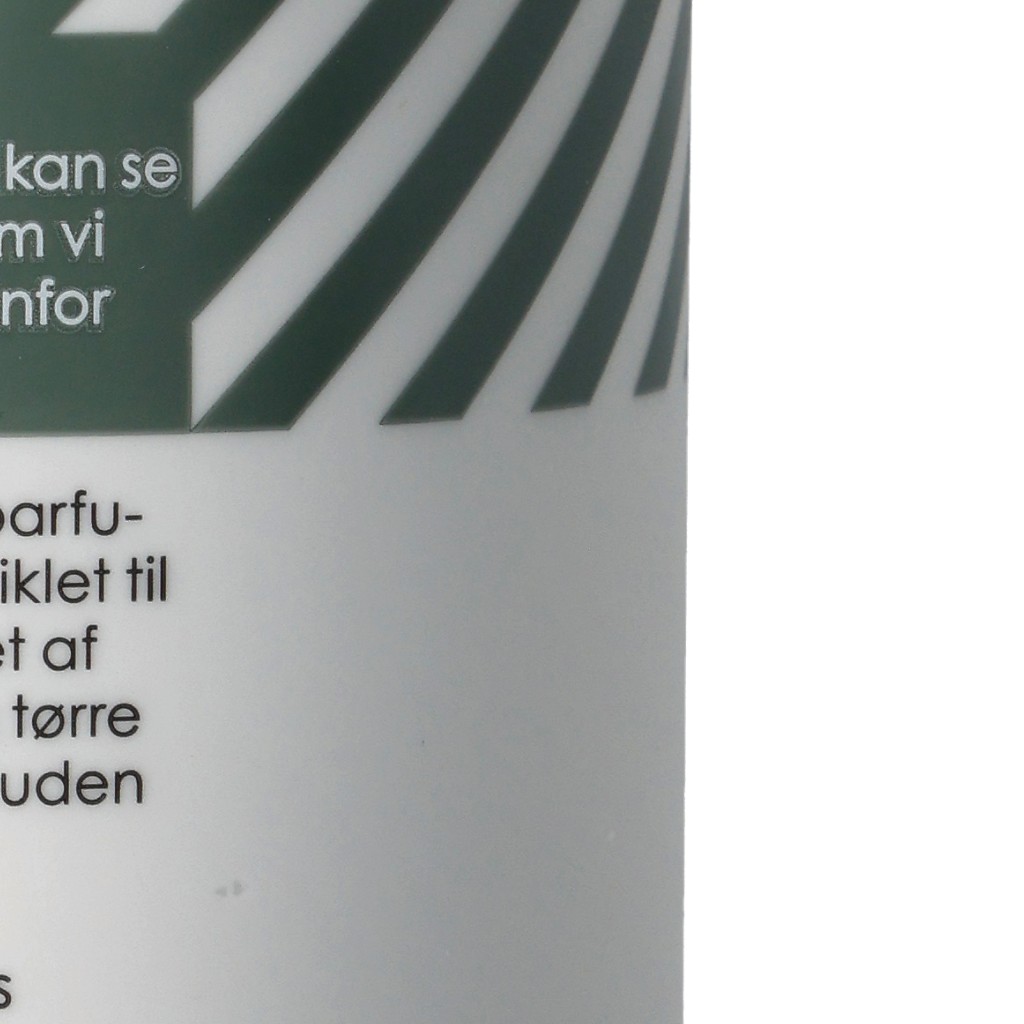 kan se
m vi
nfor
parfu-
iklet til
et af
tørre
uden
s